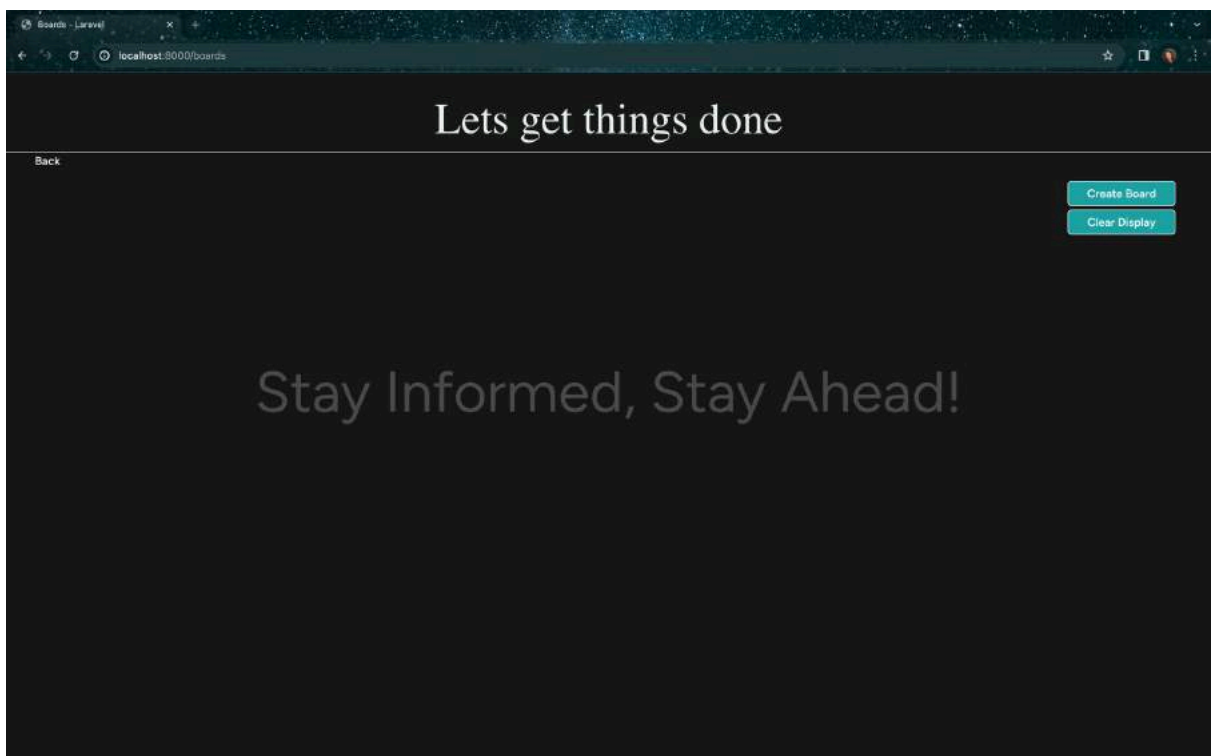 Boards - Laravel
localhost:8000/boards
Lets get things done
Back
Create Board
Clear Display
Stay Informed, Stay Ahead!